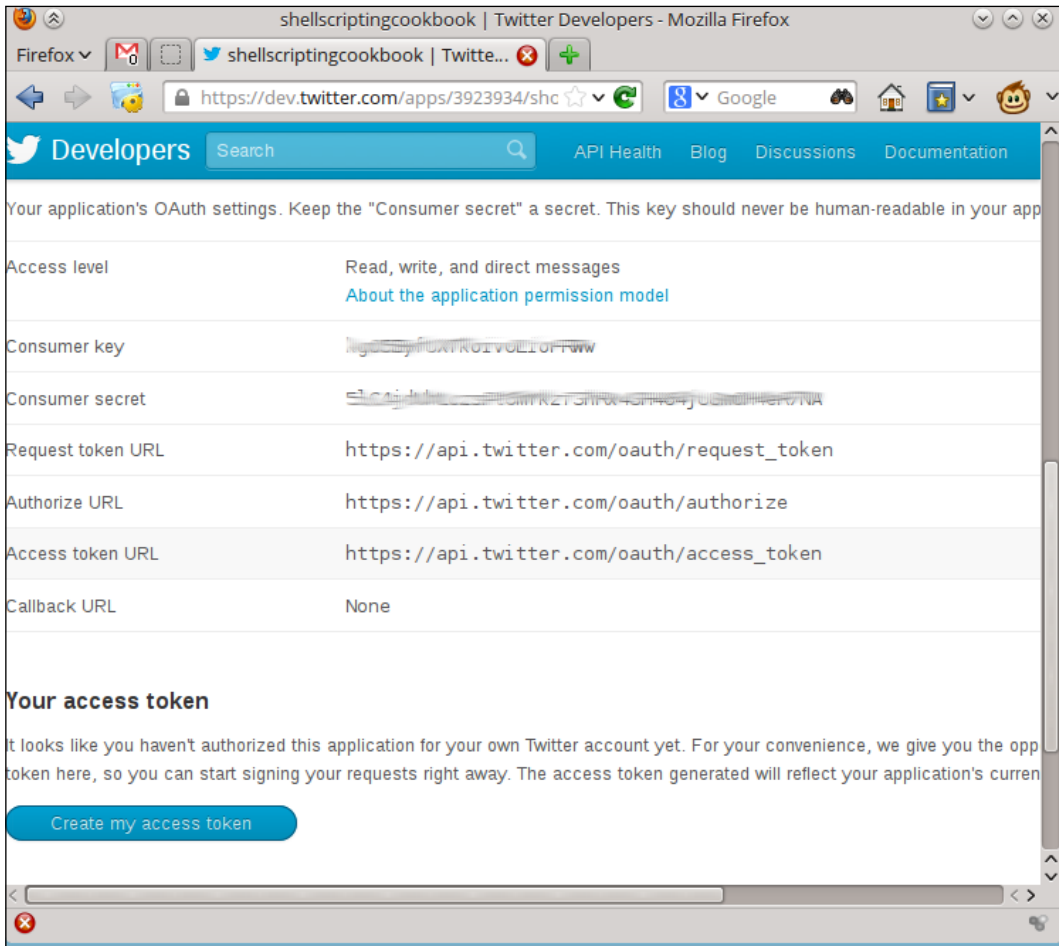 shellscriptingcookbook | Twitter Developers - Mozilla Firefox
Firefox
0
shellscriptingcookbook | Twitte...
https://dev.twitter.com/apps/3923934/sho
8 Google
Developers Search API Health Blog Discussions Documentation
Your application's OAuth settings. Keep the "Consumer secret" a secret. This key should never be human-readable in your app
Access level Read, write, and direct messages
About the application permission model
Consumer key
Consumer secret
Request token URL https://api.twitter.com/oauth/request_token
Authorize URL https://api.twitter.com/oauth/authorize
Access token URL https://api.twitter.com/oauth/access_token
Callback URL None
Your access token
It looks like you haven't authorized this application for your own Twitter account yet. For your convenience, we give you the opp
token here, so you can start signing your requests right away. The access token generated will reflect your application's curren
Create my access token